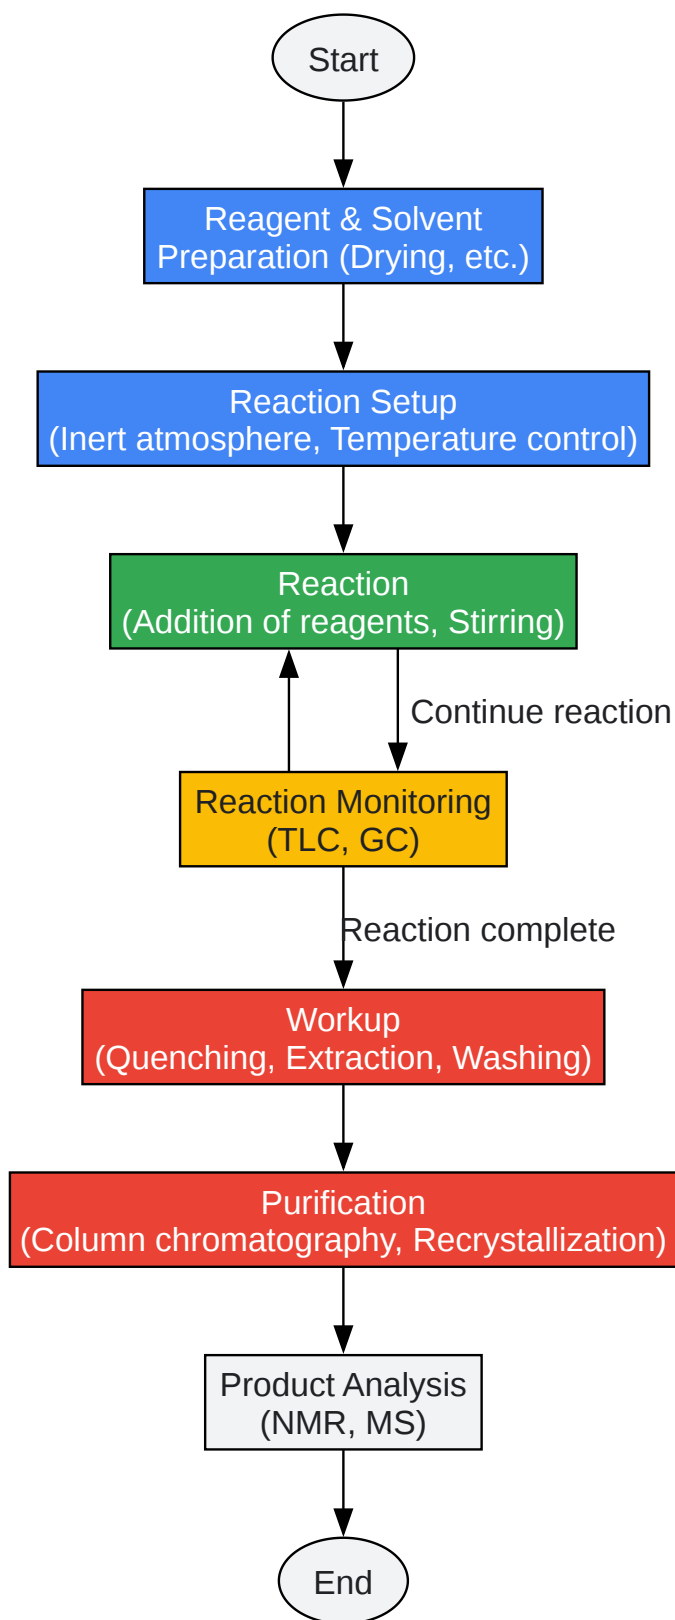 Start
Reagent & Solvent
Preparation (Drying, etc.)
Reaction Setup
(Inert atmosphere, Temperature control)
Reaction
(Addition of reagents, Stirring)
Continue reaction
Reaction Monitoring
(TLC, GC)
Reaction complete
Workup
(Quenching, Extraction, Washing)
Purification
(Column chromatography, Recrystallization)
Product Analysis
(NMR, MS)
End